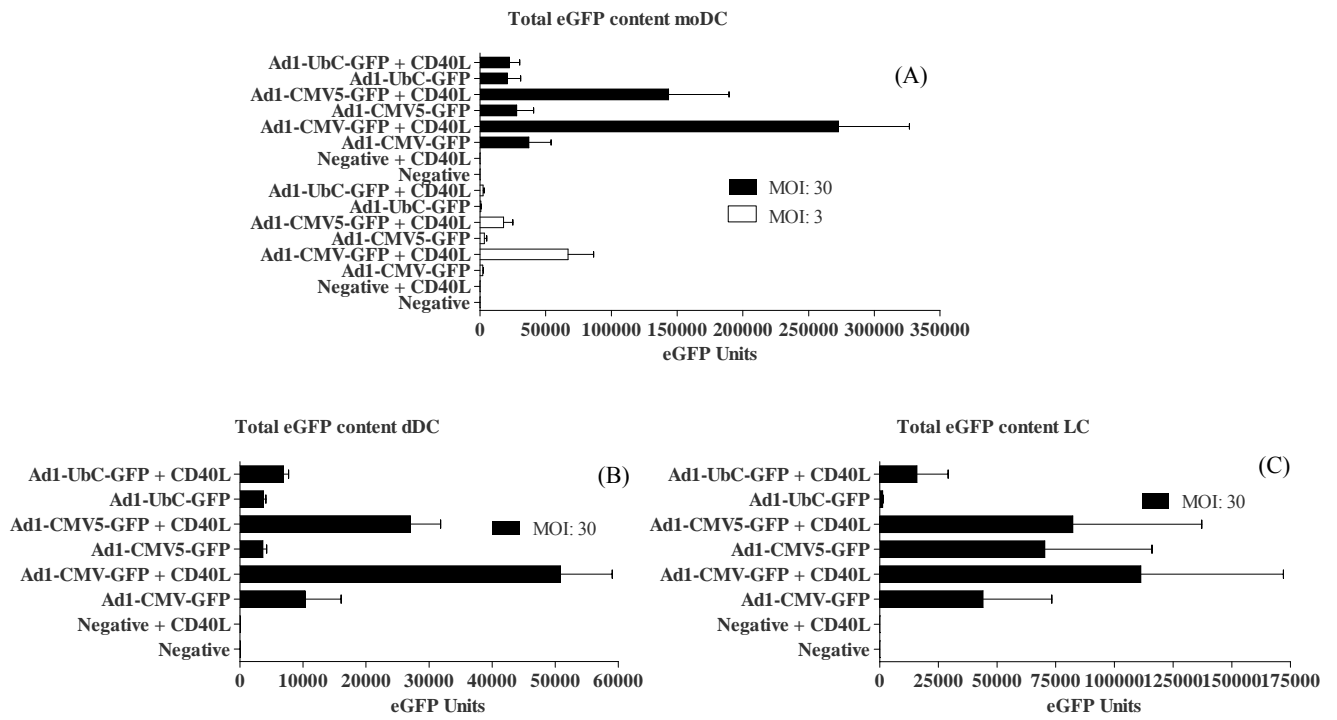 Total eGFP content moDC
(A)
Ad1-UbC-GFP + CD40L
Ad1-UbC-GFP
Ad1-CMV5-GFP + CD40L
Ad1-CMV5-GFP
Ad1-CMV-GFP + CD40L
Ad1-CMV-GFP
Negative + CD40L
Negative
Ad1-UbC-GFP + CD40L
Ad1-UbC-GFP
Ad1-CMV5-GFP + CD40L
Ad1-CMV5-GFP
Ad1-CMV-GFP + CD40L
Ad1-CMV-GFP
Negative + CD40L
Negative
MOI: 30
MOI: 3
0 50000 100000 150000 200000 250000 300000 350000
eGFP Units
Total eGFP content dDC
(B)
Ad1-UbC-GFP + CD40L
Ad1-UbC-GFP
Ad1-CMV5-GFP + CD40L
Ad1-CMV5-GFP
Ad1-CMV-GFP + CD40L
Ad1-CMV-GFP
Negative + CD40L
Negative
MOI: 30
0 10000 20000 30000 40000 50000 60000
eGFP Units
Total eGFP content LC
(C)
Ad1-UbC-GFP + CD40L
Ad1-UbC-GFP
Ad1-CMV5-GFP + CD40L
Ad1-CMV5-GFP
Ad1-CMV-GFP + CD40L
Ad1-CMV-GFP
Negative + CD40L
Negative
MOI: 30
0 25000 50000 75000 100000 125000 150000 175000
eGFP Units